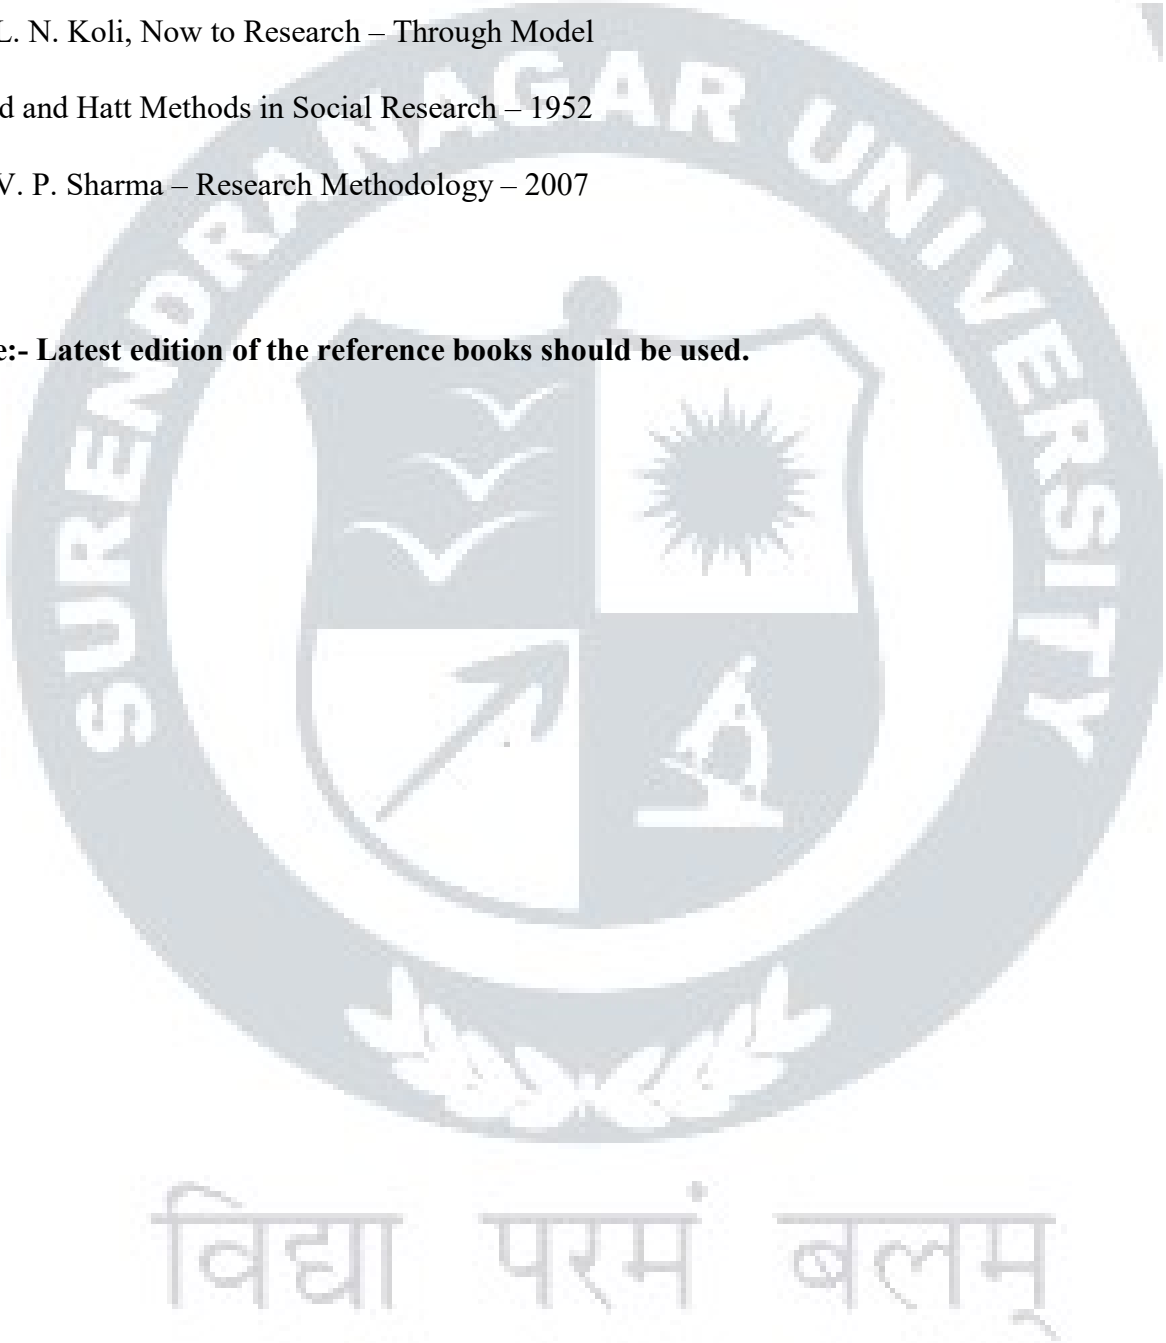 L. N. Koli, Now to Research – Through Model
d and Hatt Methods in Social Research – 1952
V. P. Sharma – Research Methodology – 2007
e:- Latest edition of the reference books should be used.
SURENDRANAGAR UNIVERSITY
विद्या परमं बलम्